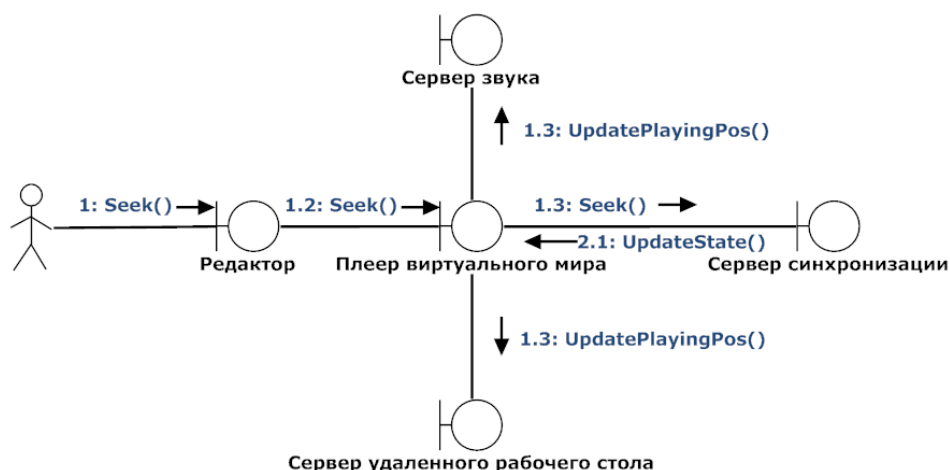 Сервер звука
1.3: UpdatePlayingPos()
1: Seek()
1.2: Seek()
1.3: Seek()
2.1: UpdateState()
Редактор
Плеер виртуального мира
Сервер синхронизации
1.3: UpdatePlayingPos()
Сервер удаленного рабочего стола